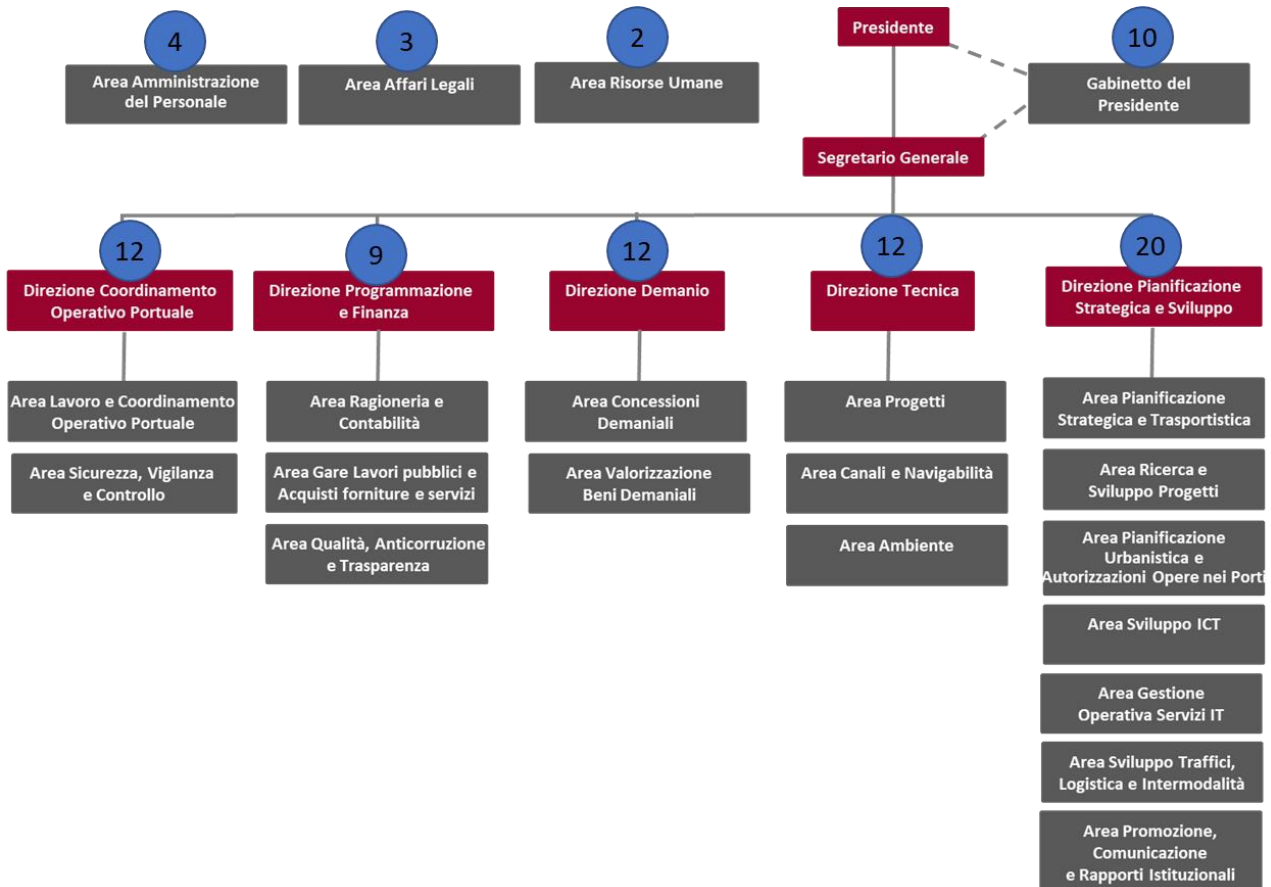 4
Area Amministrazione
del Personale
3
Area Affari Legali
2
Area Risorse Umane
Presidente
10
Gabinetto del
Presidente
Segretario Generale
12
Direzione Coordinamento
Operativo Portuale
9
Direzione Programmazione
e Finanza
12
Direzione Demanio
12
Direzione Tecnica
20
Direzione Pianificazione
Strategica e Sviluppo
Area Lavoro e Coordinamento
Operativo Portuale
Area Sicurezza, Vigilanza
e Controllo
Area Ragioneria e
Contabilità
Area Gare Lavori pubblici e
Acquisti forniture e servizi
Area Qualità, Anticorruzione
e Trasparenza
Area Concessioni
Demaniali
Area Valorizzazione
Beni Demaniali
Area Progetti
Area Canali e Navigabilità
Area Ambiente
Area Pianificazione
Strategica e Trasportistica
Area Ricerca e
Sviluppo Progetti
Area Pianificazione
Urbanistica e
Autorizzazioni Opere nei Porti
Area Sviluppo ICT
Area Gestione
Operativa Servizi IT
Area Sviluppo Traffici,
Logistica e Intermodalità
Area Promozione,
Comunicazione
e Rapporti Istituzionali